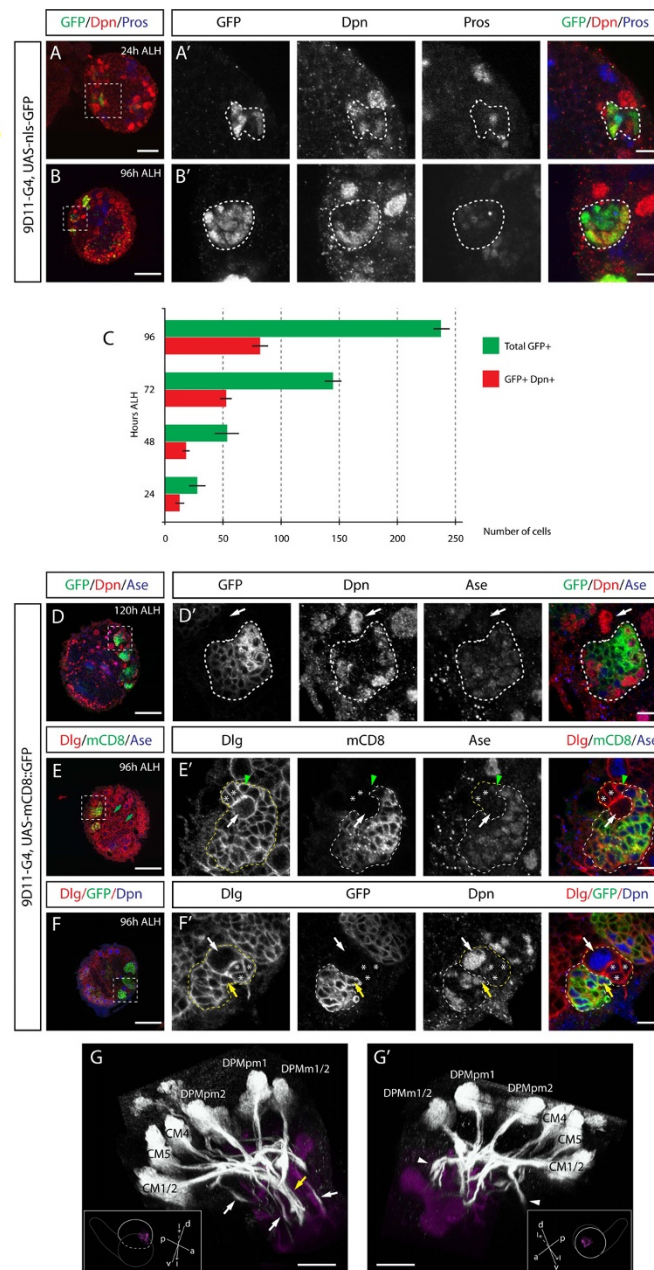 GFP/Dpn/Pros GFP Dpn Pros GFP/Dpn/Pros
9D11-G4, UAS-nls-GFP
A 24h ALH A′
B 96h ALH B′
C
Hours ALH
96
72
48
24
Total GFP+
GFP+ Dpn+
0 50 100 150 200 250 Number of cells
9D11-G4, UAS-mCD8::GFP
GFP/Dpn/Ase GFP Dpn Ase GFP/Dpn/Ase
D 120h ALH D′
Dlg/mCD8/Ase Dlg mCD8 Ase Dlg/mCD8/Ase
E 96h ALH E′
* * * * * * * *
Dlg/GFP/Dpn Dlg GFP Dpn Dlg/GFP/Dpn
F 96h ALH F′
G DPMpm1 DPMm1/2
DPMpm2
CM4
CM5
CM1/2
d
p
a
v
l
G′
DPMm1/2 DPMpm1
DPMpm2
CM4
CM5
CM1/2
d
p
a
v
l